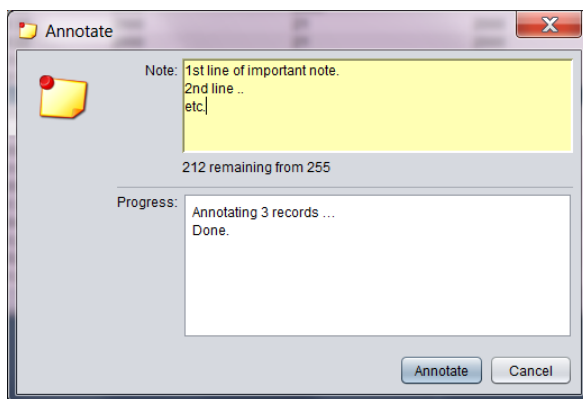 Annotate
Note: 1st line of important note.
2nd line ..
etc.
212 remaining from 255
Progress:
Annotating 3 records …
Done.
Annotate Cancel